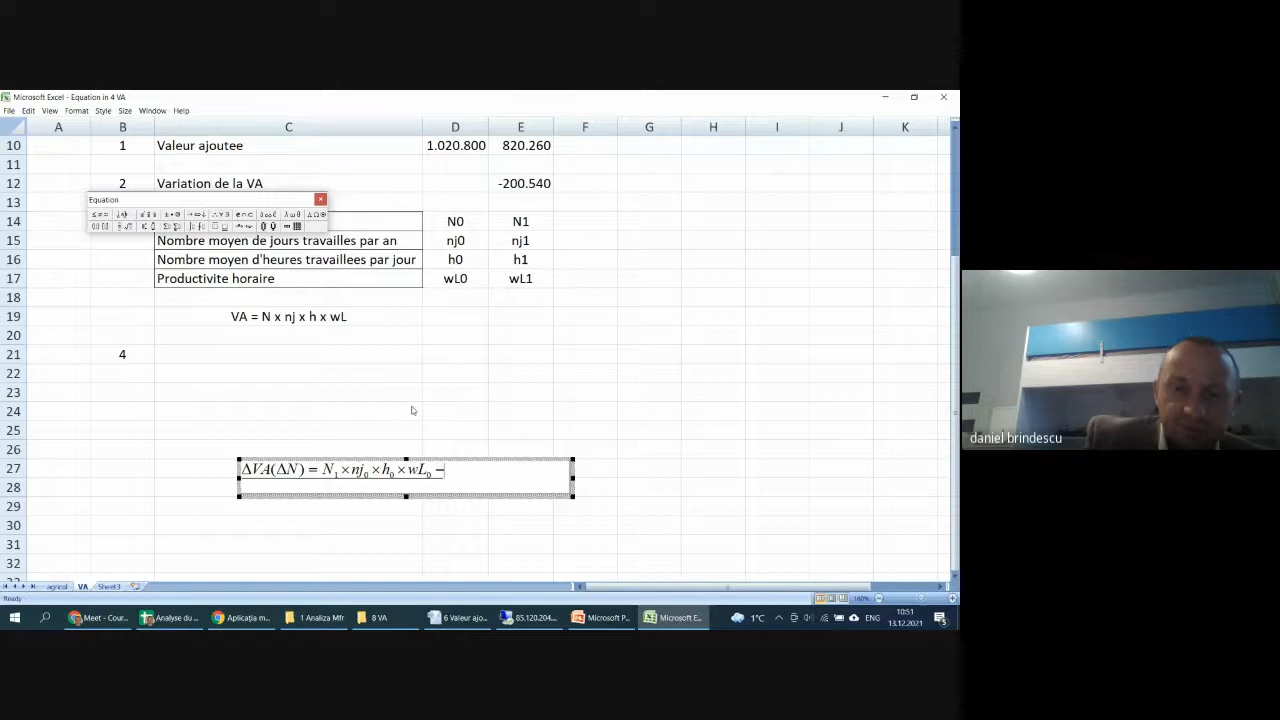 Microsoft Excel - Equation in 4 VA
File Edit View Format Style Size Window Help
A B C D E F G H I J K
10 1 Valeur ajoutee 1.020.800 820.260
11
12 2 Variation de la VA -200.540
13
Equation
14 N0 N1
15 Nombre moyen de jours travailles par an nj0 nj1
16 Nombre moyen d'heures travaillees par jour h0 h1
17 Productivite horaire wL0 wL1
18
19 VA = N x nj x h x wL
20
21 4
22
23
24
25
26
27 ΔVA(ΔN) = N₁ × nj₀ × h₀ × wL₀ −
28
29
30
31
32
agricol VA Sheet3
Ready 160%
Meet - Cour... Analyse du ... Aplicația m... 1 Analiza Mfr 8 VA 6 Valeur ajo... 85.120.204.... Microsoft P... Microsoft E... 1°C ENG 10:51
13.12.2021
daniel brindescu